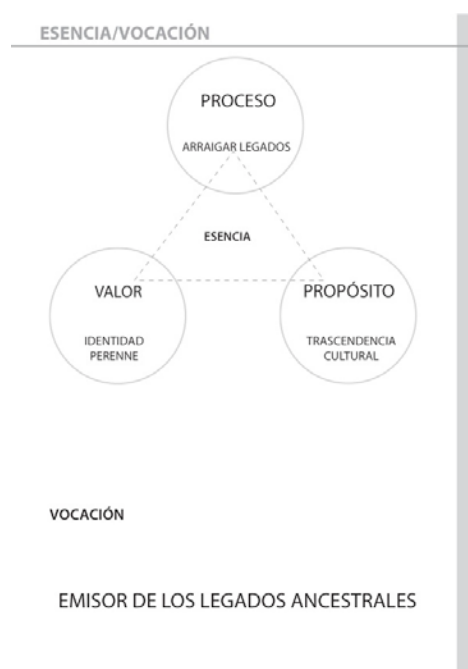 ESENCIA/VOCACIÓN
PROCESO
ARRAIGAR LEGADOS
ESENCIA
VALOR
IDENTIDAD
PERENNE
PROPÓSITO
TRASCENDENCIA
CULTURAL
VOCACIÓN
EMISOR DE LOS LEGADOS ANCESTRALES